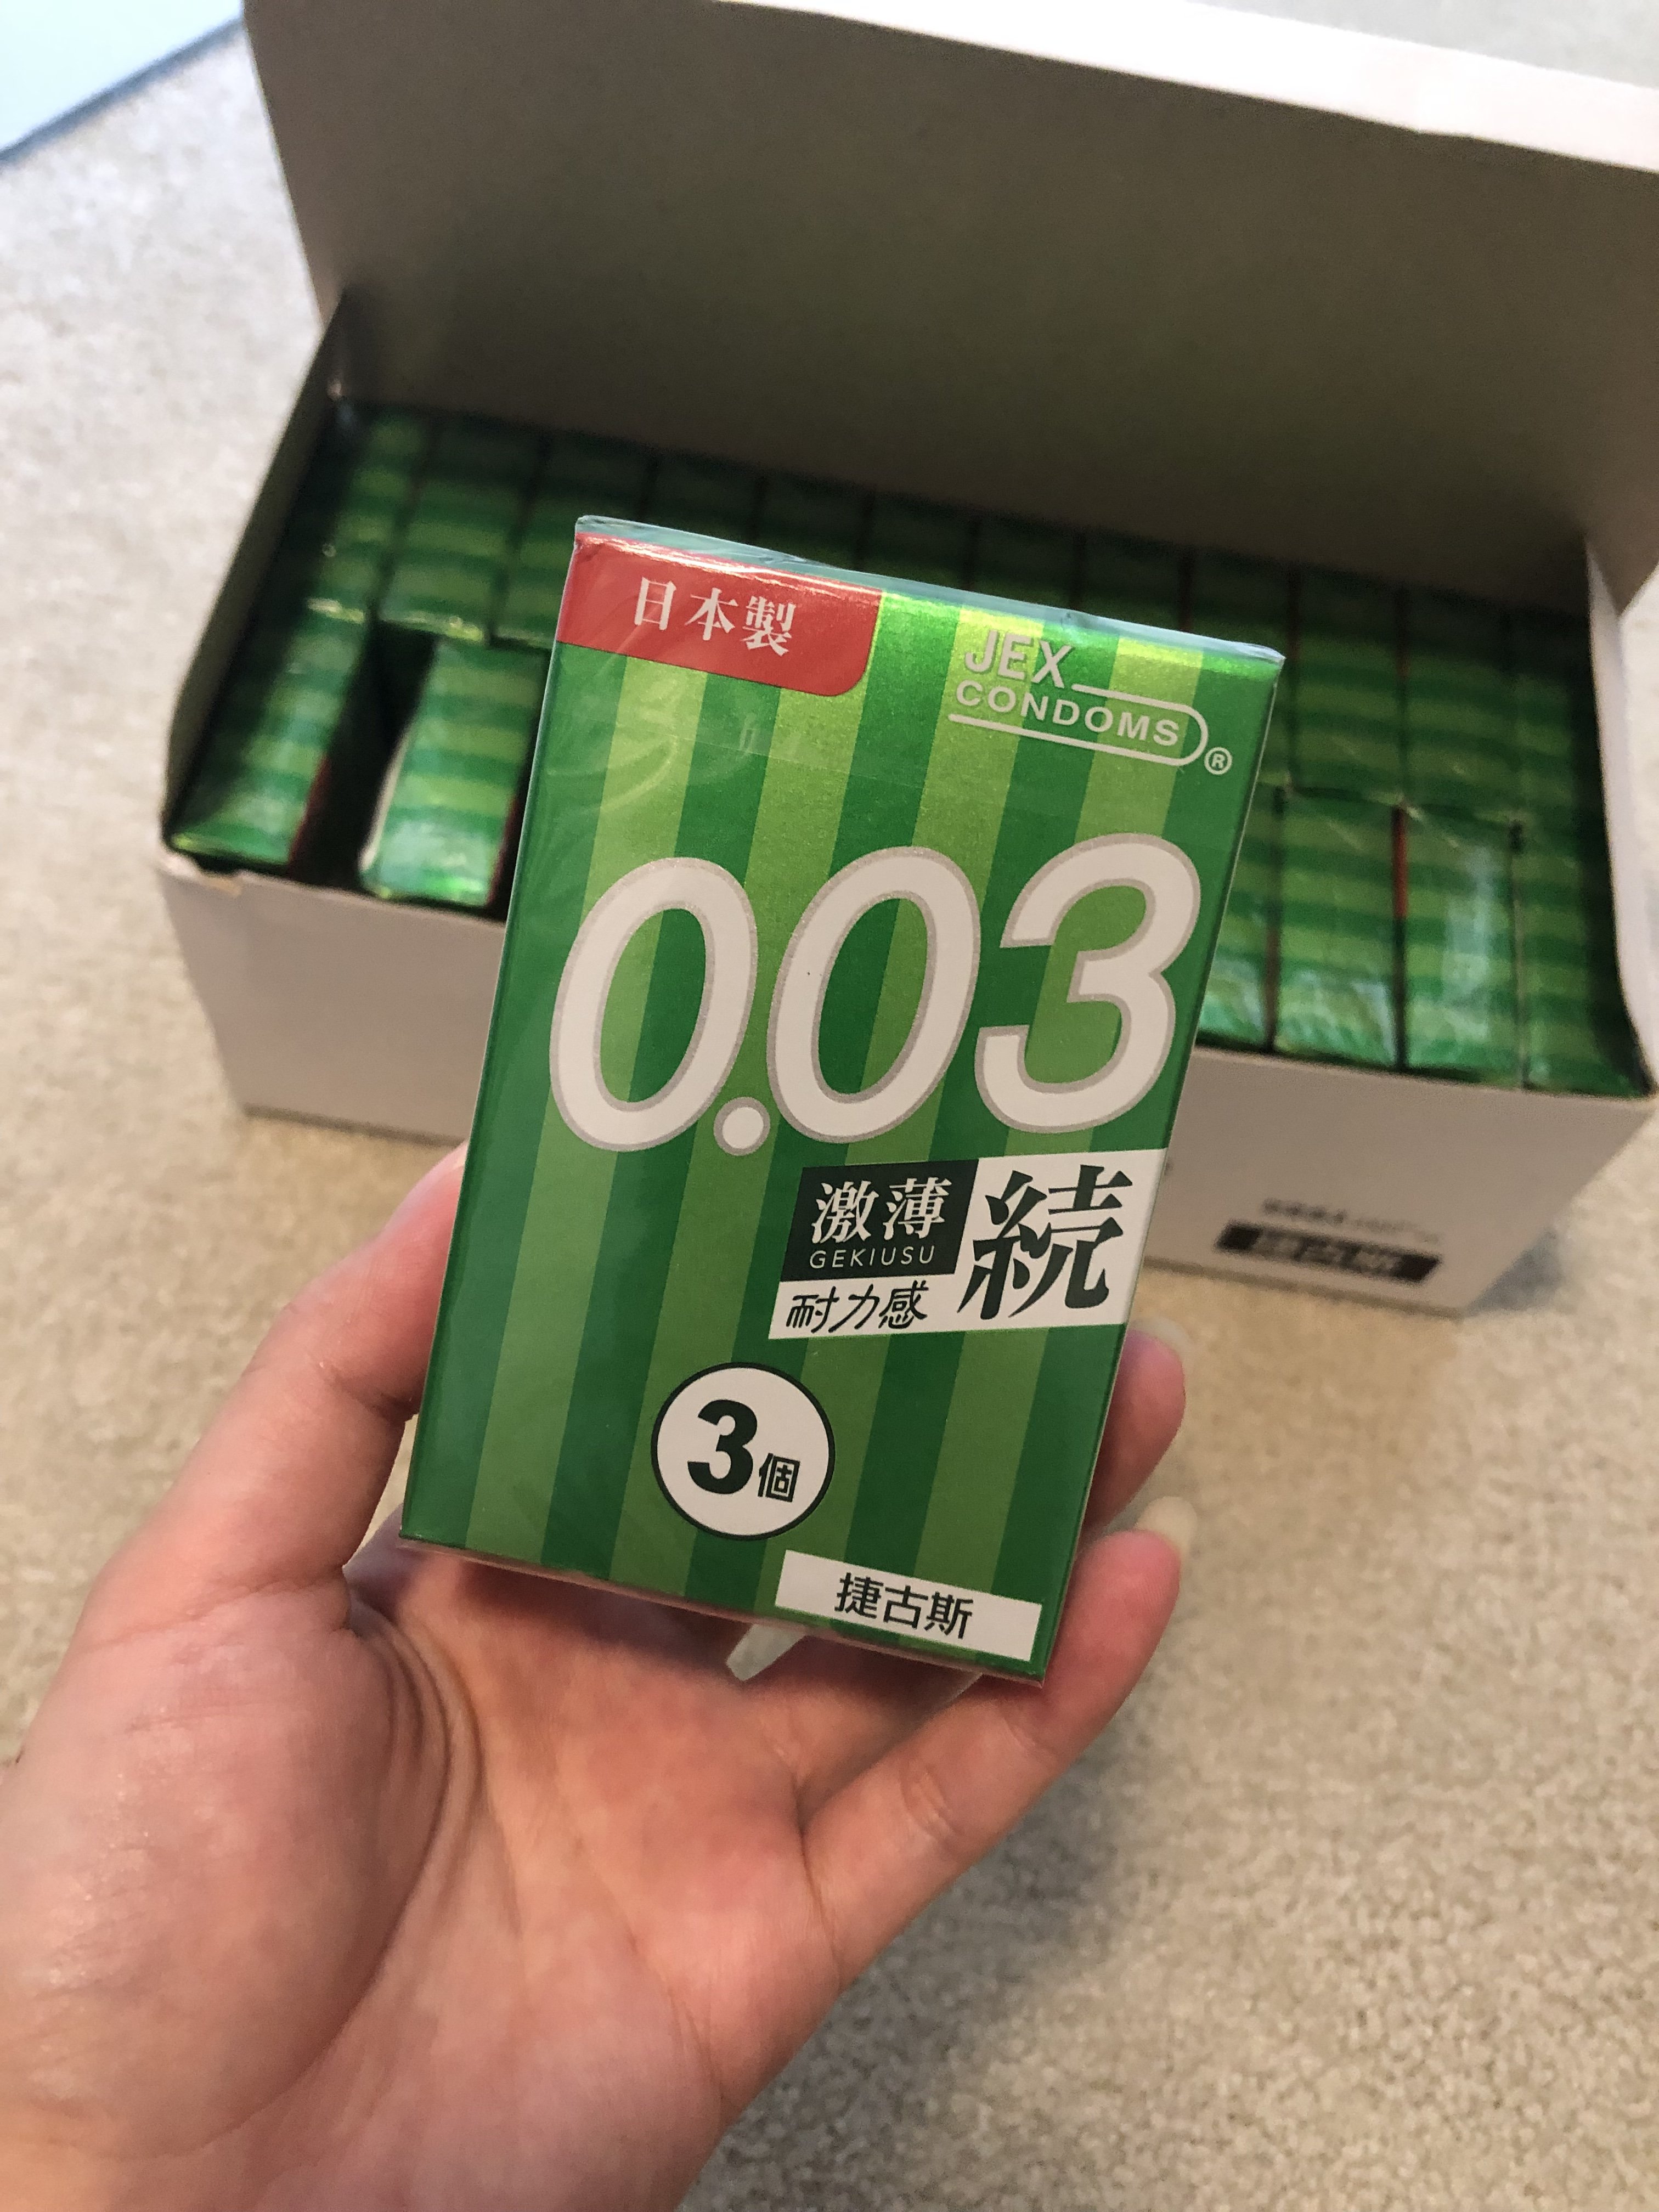 日本製
JEX
CONDOMS®
0.03
激薄
GEKIUSU
続
耐力感
3個
捷古斯